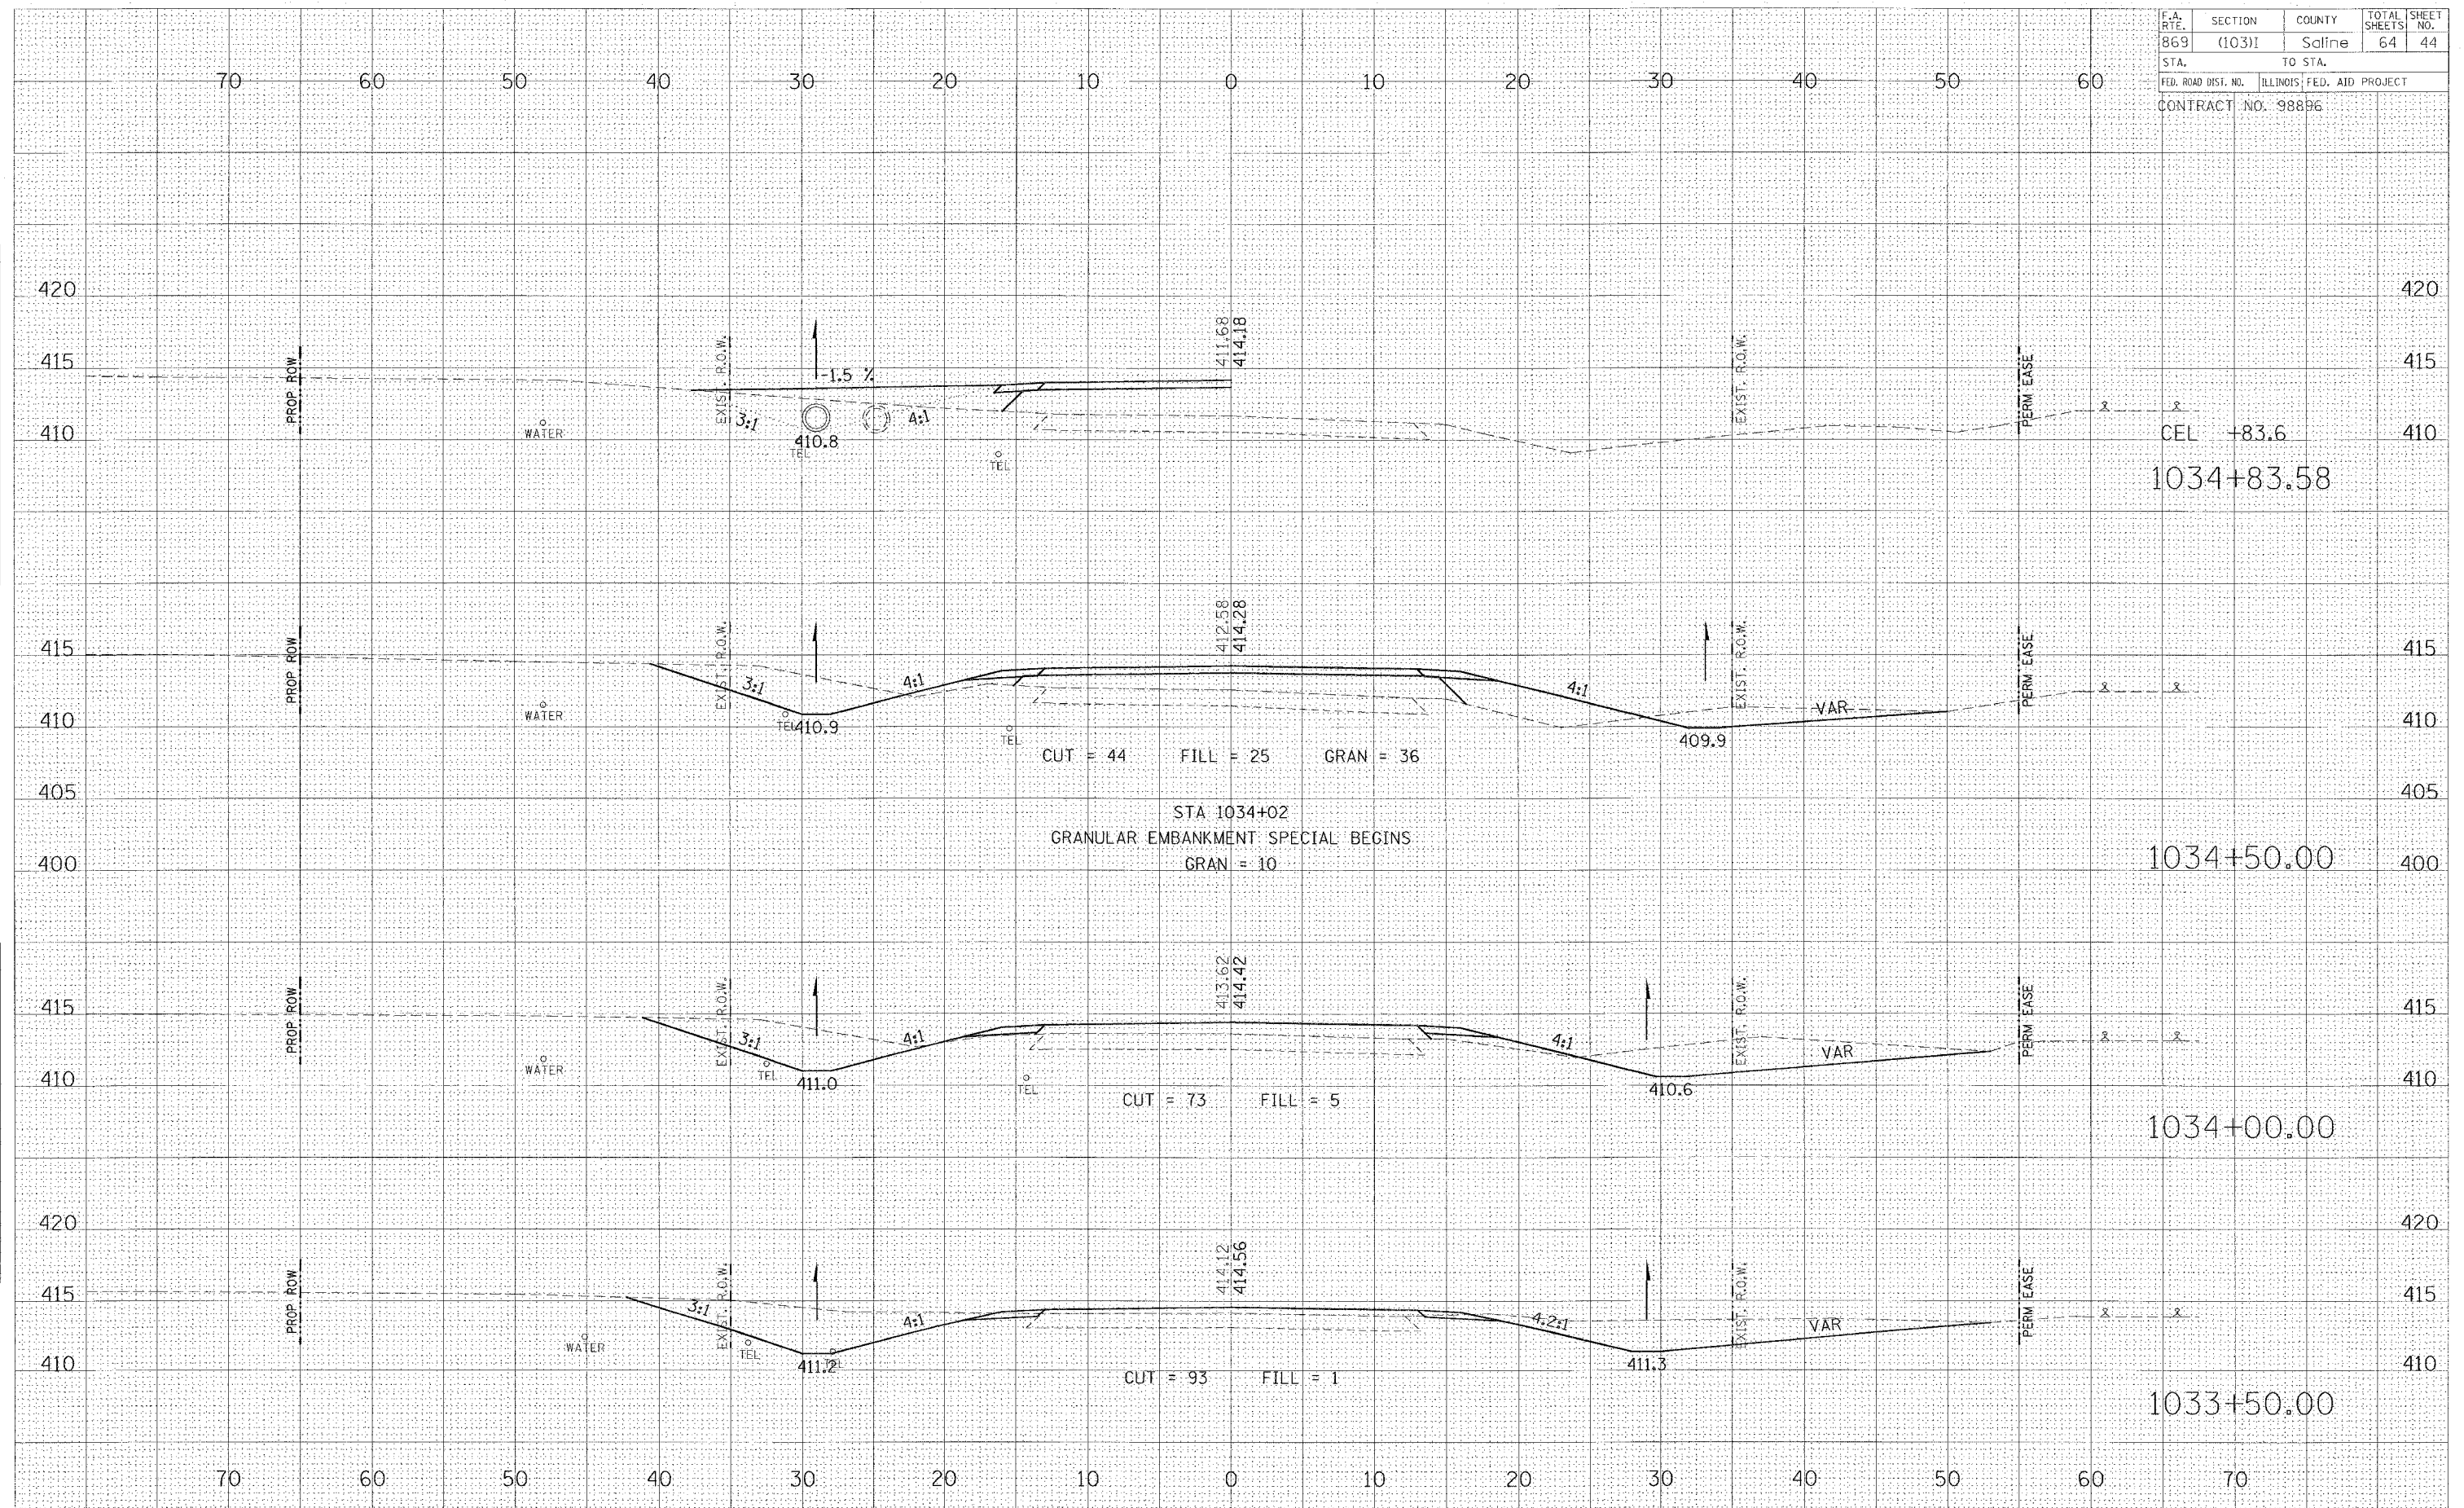 F.A. RTE. SECTION COUNTY TOTAL SHEETS SHEET NO.
869 (103)I Saline 64 44
STA. TO STA.
FED. ROAD DIST. NO. ILLINOIS FED. AID PROJECT
CONTRACT NO. 98896
70 60 50 40 30 20 10 0 10 20 30 40 50 60
420 420
411.68
414.18
415 PROP ROW EXIST. R.O.W. -1.5 % EXIST. R.O.W. PERM EASE 415
3:1 4:1
410 WATER 410.8 CEL +83.6 410
TEL TEL
1034+83.58
412.58
414.28
415 PROP ROW EXIST. R.O.W. 3:1 4:1 4:1 EXIST. R.O.W. PERM EASE 415
410 WATER VAR 410
TEL 410.9 TEL 409.9
CUT = 44 FILL = 25 GRAN = 36
405 405
STA 1034+02
GRANULAR EMBANKMENT SPECIAL BEGINS
GRAN = 10
400 1034+50.00 400
413.62
414.42
415 PROP ROW EXIST. R.O.W. EXIST. R.O.W. PERM EASE 415
3:1 4:1 4:1 VAR
410 WATER TEL 411.0 TEL 410.6 410
CUT = 73 FILL = 5
1034+00.00
420 420
414.12
414.56
415 PROP ROW EXIST. R.O.W. EXIST. R.O.W. PERM EASE 415
3:1 4:1 4.2:1 VAR
WATER TEL TEL
410 411.2 411.3 410
CUT = 93 FILL = 1
1033+50.00
70 60 50 40 30 20 10 0 10 20 30 40 50 60 70